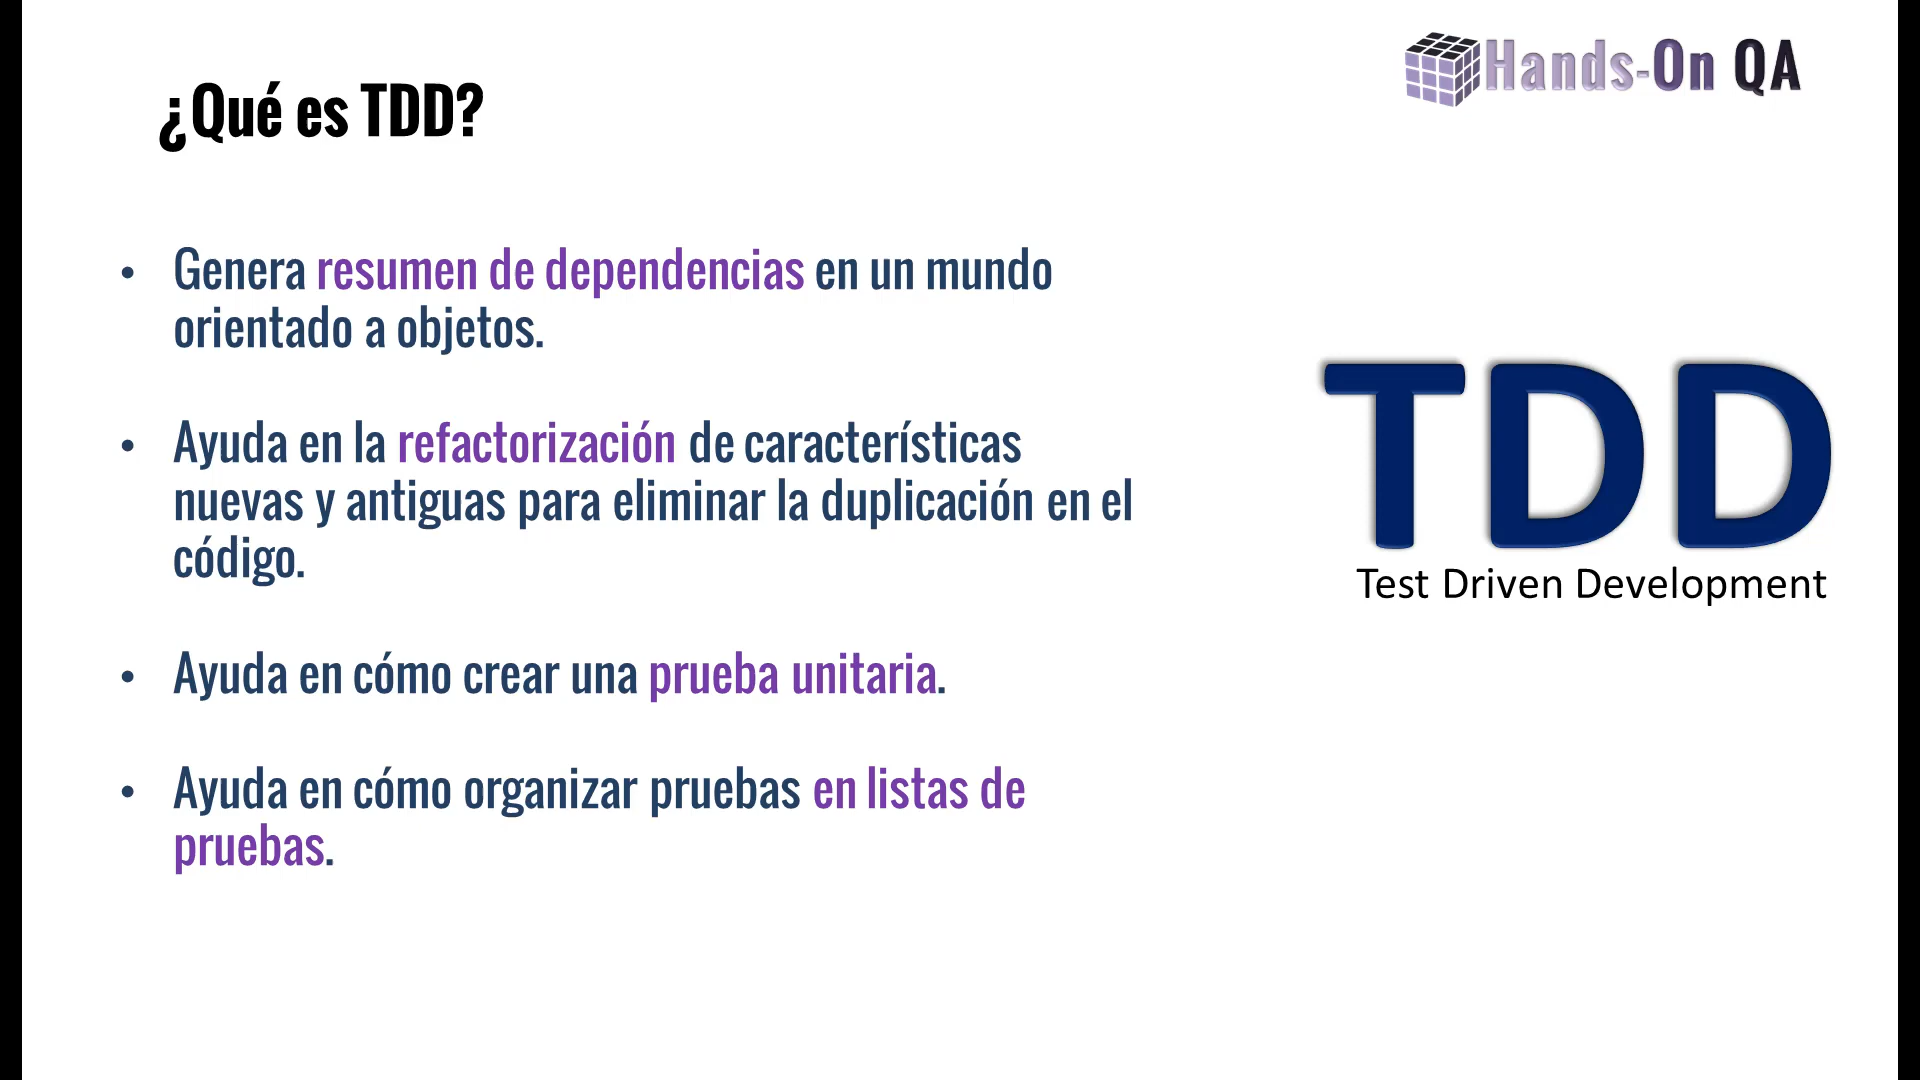 Hands-On QA
¿Qué es TDD?
• Genera resumen de dependencias en un mundo
orientado a objetos.
• Ayuda en la refactorización de características
nuevas y antiguas para eliminar la duplicación en el
código.
• Ayuda en cómo crear una prueba unitaria.
• Ayuda en cómo organizar pruebas en listas de
pruebas.
TDD
Test Driven Development